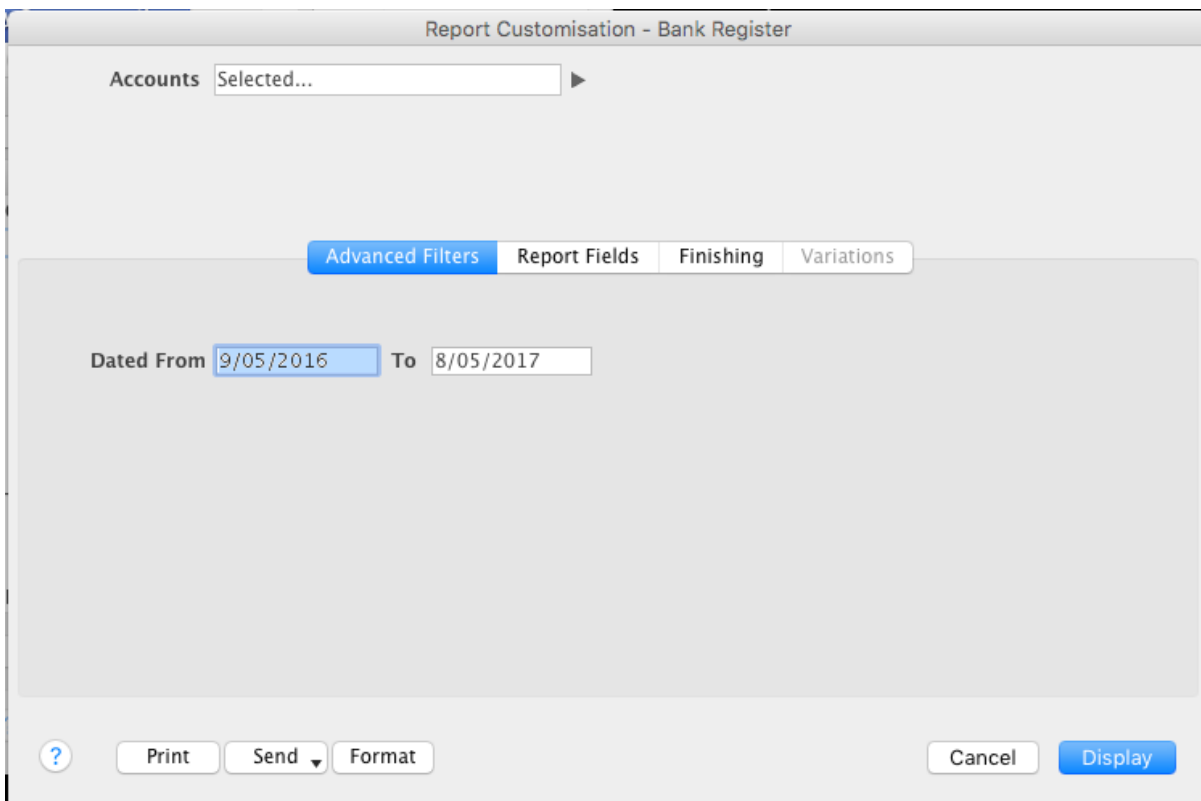 Report Customisation - Bank Register
Accounts Selected...
Advanced Filters Report Fields Finishing Variations
Dated From 9/05/2016 To 8/05/2017
? Print Send Format Cancel Display